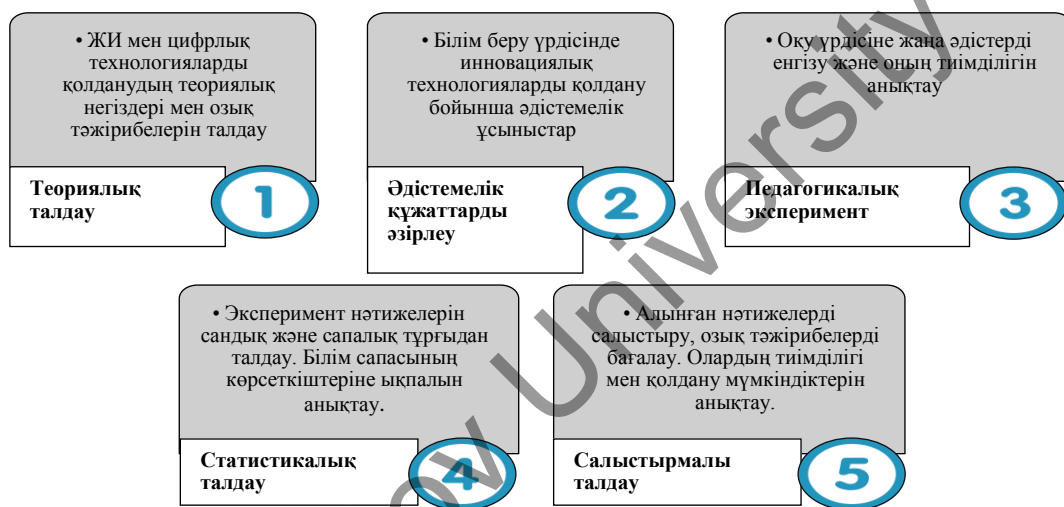 • ЖИ мен цифрлық
технологияларды
қолданудың теориялық
негіздері мен озық
тәжірибелерін талдау
Теориялық
талдау
1
• Білім беру үрдісінде
инновациялық
технологияларды қолдану
бойынша әдістемелік
ұсыныстар
Әдістемелік
құжаттарды
әзірлеу
2
• Оқу үрдісіне жаңа әдістерді
енгізу және оның тиімділігін
анықтау
Педагогикалық
эксперимент
3
• Эксперимент нәтижелерін
сандық және сапалық тұрғыдан
талдау. Білім сапасының
көрсеткіштеріне ықпалын
анықтау.
Статистикалық
талдау
4
• Алынған нәтижелерді
салыстыру, озық тәжірибелерді
бағалау. Олардың тиімділігі
мен қолдану мүмкіндіктерін
анықтау.
Салыстырмалы
талдау
5
ov University